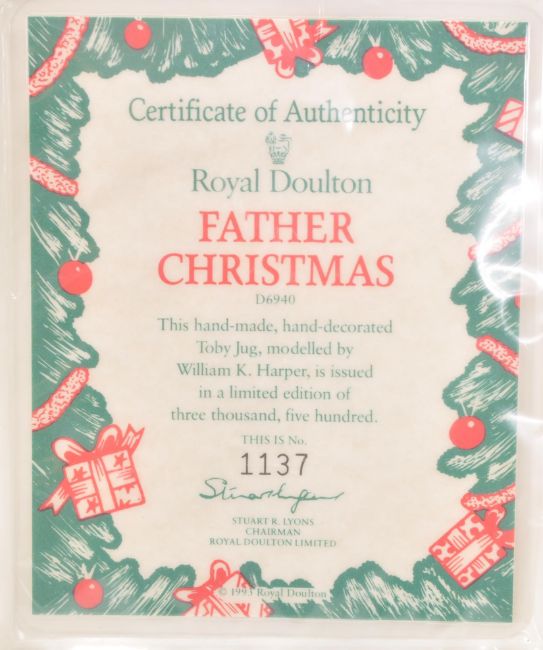 Certificate of Authenticity
Royal Doulton
FATHER
CHRISTMAS
D6940
This hand-made, hand-decorated
Toby Jug, modelled by
William K. Harper, is issued
in a limited edition of
three thousand, five hundred.
THIS IS No.
1137
STUART R. LYONS
CHAIRMAN
ROYAL DOULTON LIMITED
© 1993 Royal Doulton